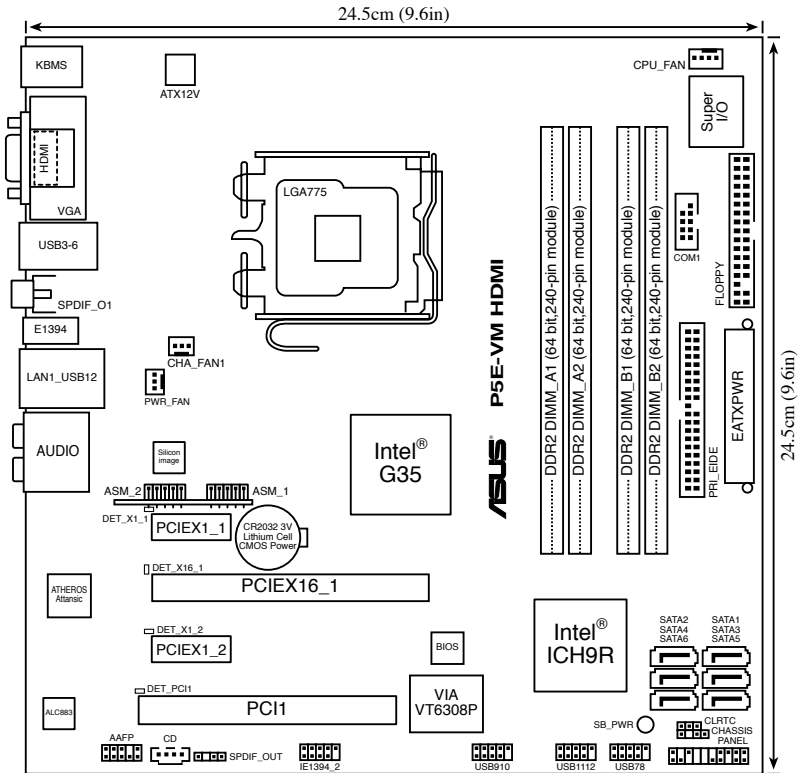 24.5cm (9.6in)
KBMS
ATX12V
CPU_FAN
Super I/O
HDMI
VGA
LGA775
USB3-6
SPDIF_O1
E1394
LAN1_USB12
CHA_FAN1
PWR_FAN
AUDIO
COM1
FLOPPY
24.5cm (9.6in)
ASUS P5E-VM HDMI
DDR2 DIMM_A1 (64 bit,240-pin module)
DDR2 DIMM_A2 (64 bit,240-pin module)
DDR2 DIMM_B1 (64 bit,240-pin module)
DDR2 DIMM_B2 (64 bit,240-pin module)
EATXPWR
PRI_EIDE
Intel®
G35
Silicon
image
ASM_2
ASM_1
DET_X1_1
PCIEX1_1
CR2032 3V
Lithium Cell
CMOS Power
DET_X16_1
PCIEX16_1
ATHEROS
Attansic
DET_X1_2
PCIEX1_2
BIOS
Intel®
ICH9R
SATA2
SATA4
SATA6
SATA1
SATA3
SATA5
DET_PCI1
PCI1
VIA
VT6308P
ALC883
SB_PWR
CLRTC
CHASSIS
PANEL
AAFP
CD
SPDIF_OUT
IE1394_2
USB910
USB1112
USB78